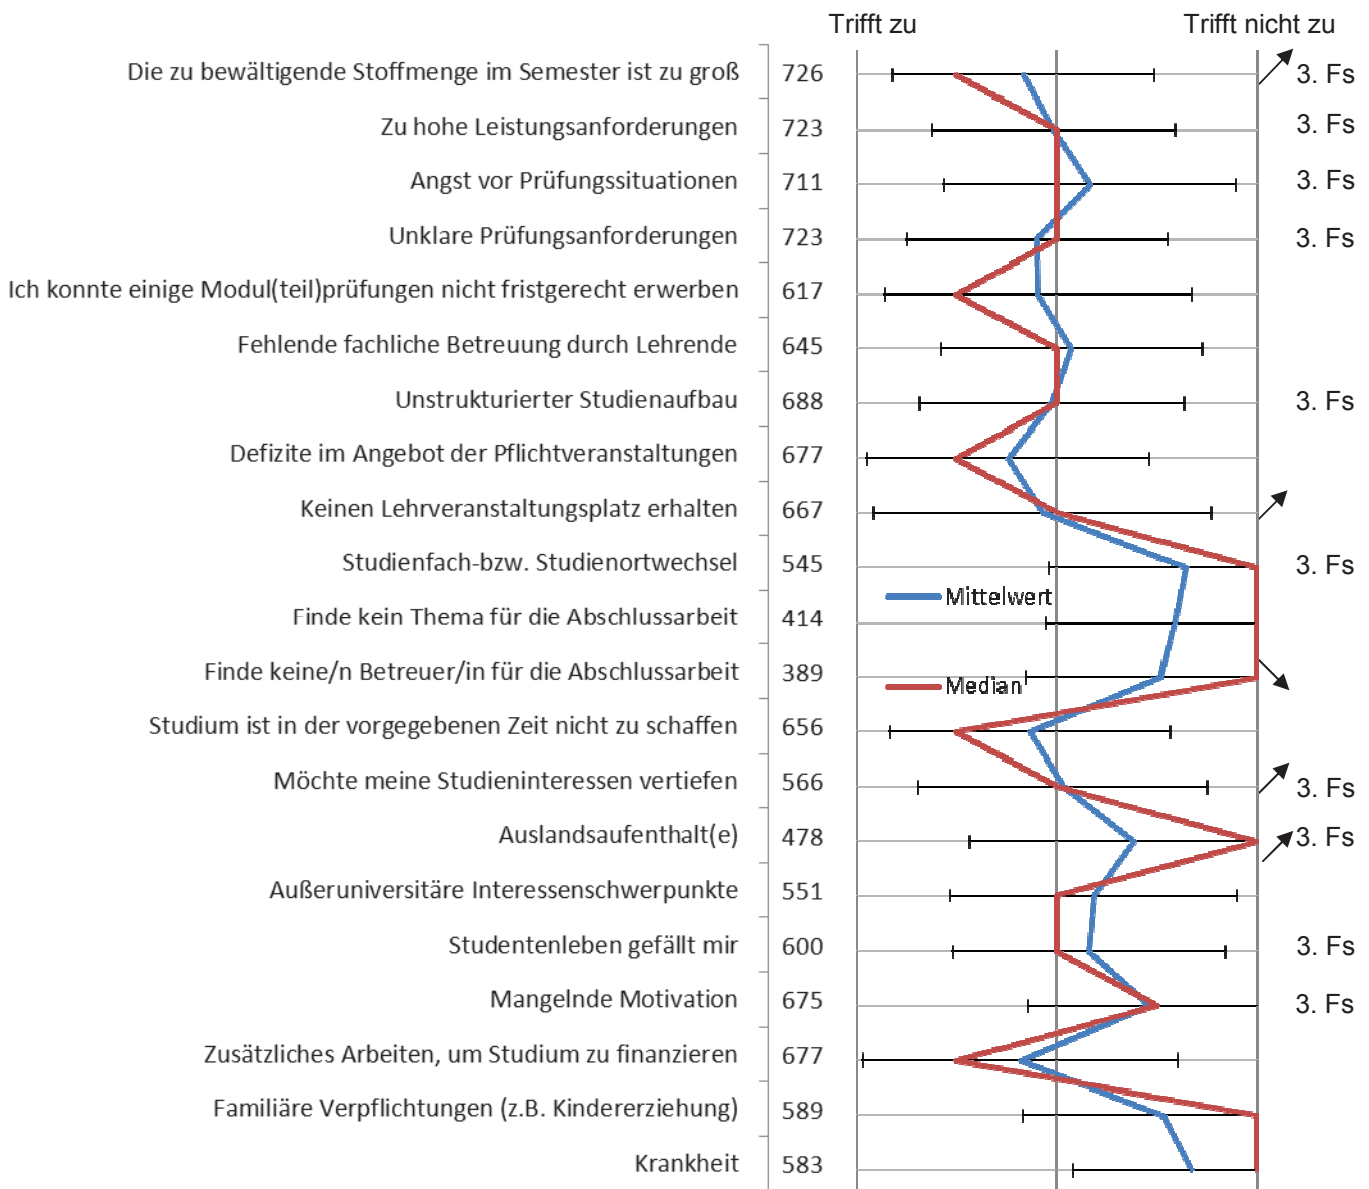 Trifft zu Trifft nicht zu
Die zu bewältigende Stoffmenge im Semester ist zu groß 726 3. Fs
Zu hohe Leistungsanforderungen 723 3. Fs
Angst vor Prüfungssituationen 711 3. Fs
Unklare Prüfungsanforderungen 723 3. Fs
Ich konnte einige Modul(teil)prüfungen nicht fristgerecht erwerben 617
Fehlende fachliche Betreuung durch Lehrende 645
Unstrukturierter Studienaufbau 688 3. Fs
Defizite im Angebot der Pflichtveranstaltungen 677
Keinen Lehrveranstaltungsplatz erhalten 667
Studienfach-bzw. Studienortwechsel 545 3. Fs
Mittelwert
Finde kein Thema für die Abschlussarbeit 414
Finde keine/n Betreuer/in für die Abschlussarbeit 389
Median
Studium ist in der vorgegebenen Zeit nicht zu schaffen 656
Möchte meine Studieninteressen vertiefen 566 3. Fs
Auslandsaufenthalt(e) 478 3. Fs
Außeruniversitäre Interessenschwerpunkte 551
Studentenleben gefällt mir 600 3. Fs
Mangelnde Motivation 675 3. Fs
Zusätzliches Arbeiten, um Studium zu finanzieren 677
Familiäre Verpflichtungen (z.B. Kindererziehung) 589
Krankheit 583